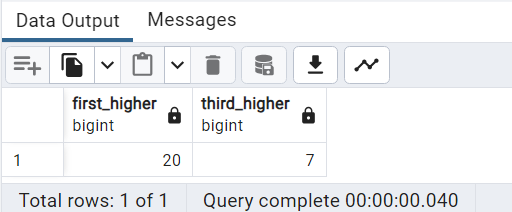 Data Output Messages
first_higher third_higher
bigint bigint
1 20 7
Total rows: 1 of 1 Query complete 00:00:00.040